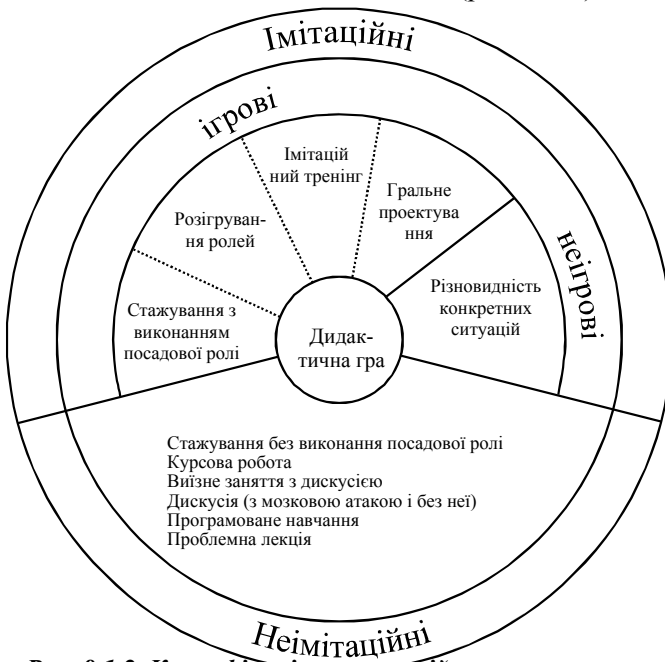 Імітаційні
ігрові
Імітацій
ний тренінг
Гральне
проектува
ння
Розігруван-
ня ролей
неігрові
Стажування з
виконанням
посадової ролі
Різновидність
конкретних
ситуацій
Дидак-
тична гра
Стажування без виконання посадової ролі
Курсова робота
Виїзне заняття з дискусією
Дискусія (з мозковою атакою і без неї)
Програмоване навчання
Проблемна лекція
Неімітаційні